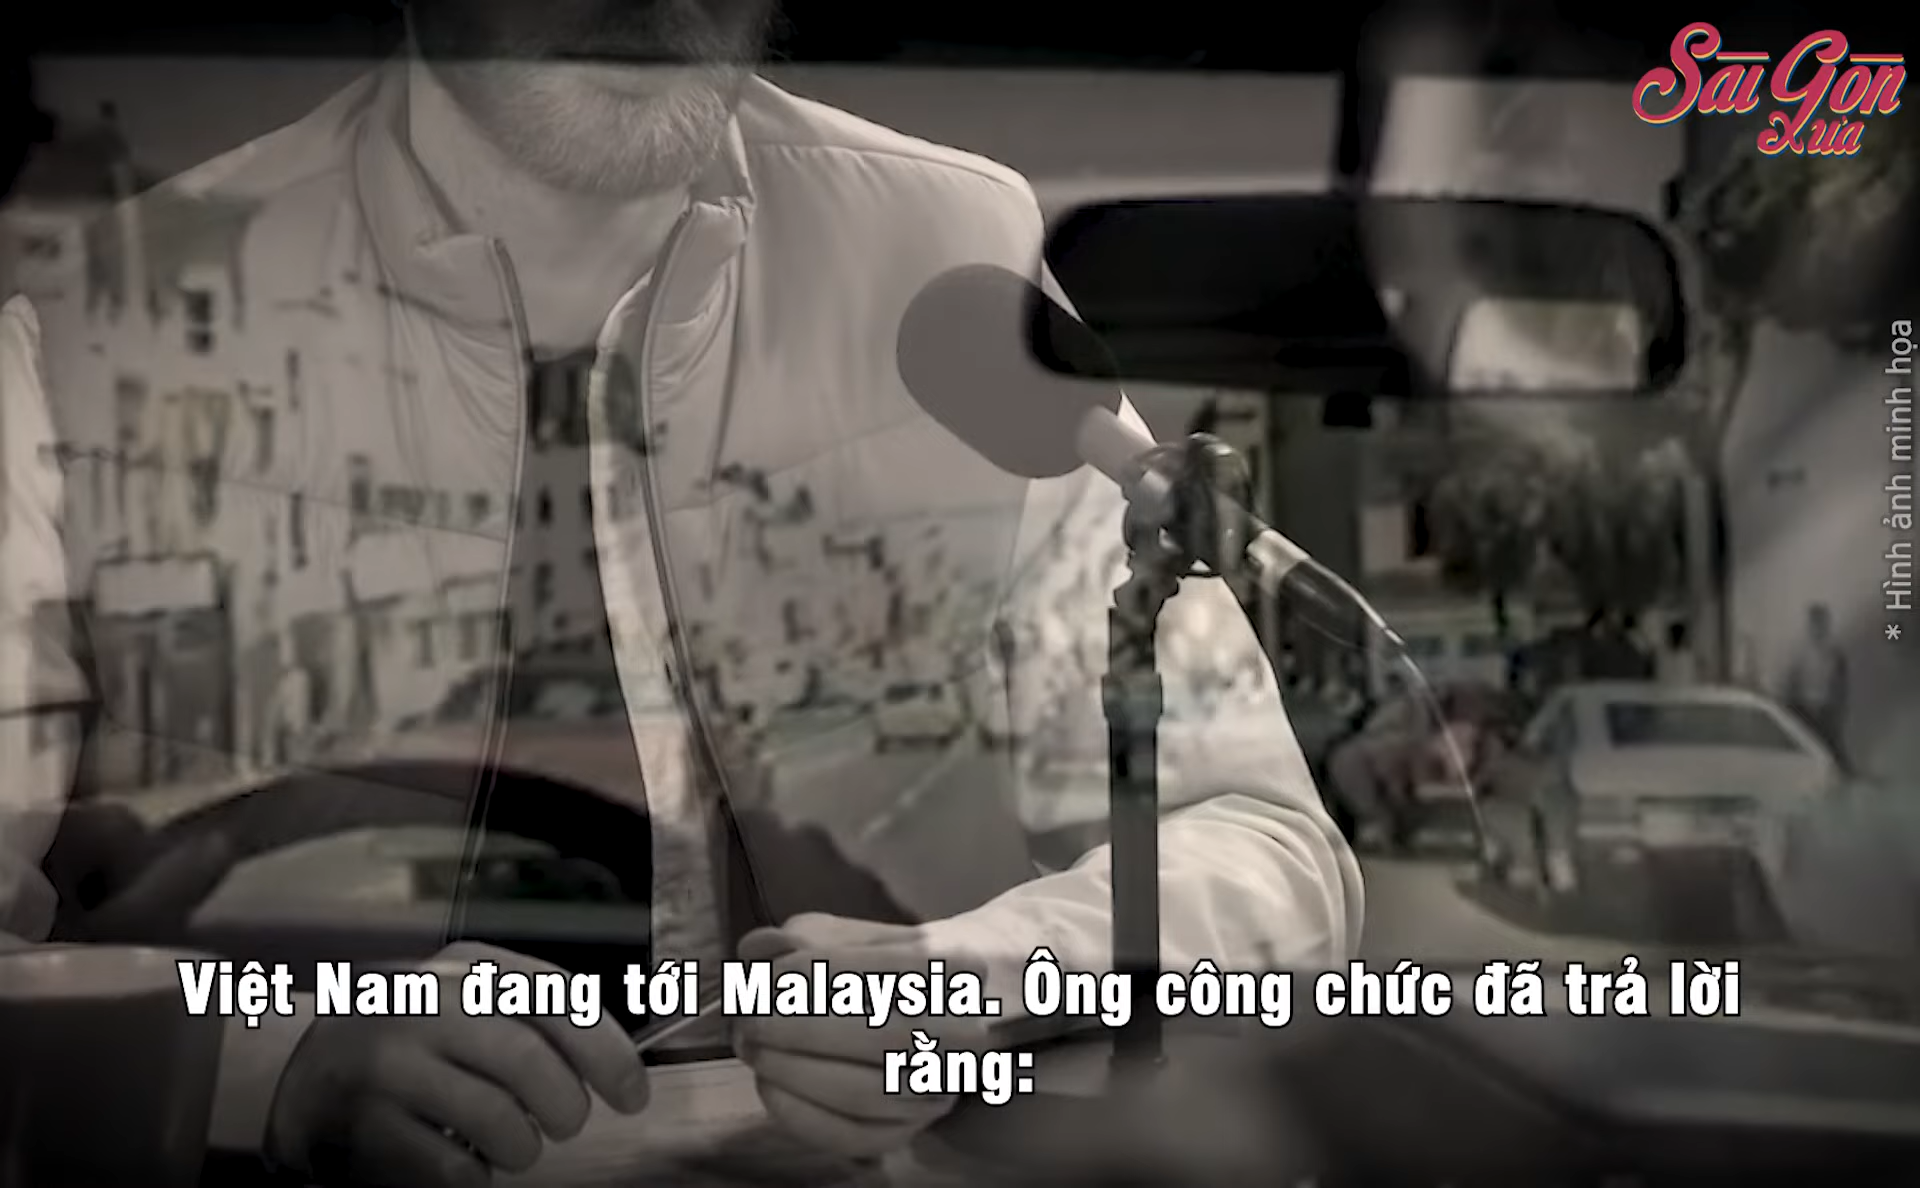 Sài Gòn
Xưa
* Hình ảnh minh họa
Việt Nam đang tới Malaysia. Ông công chức đã trả lời
rằng: